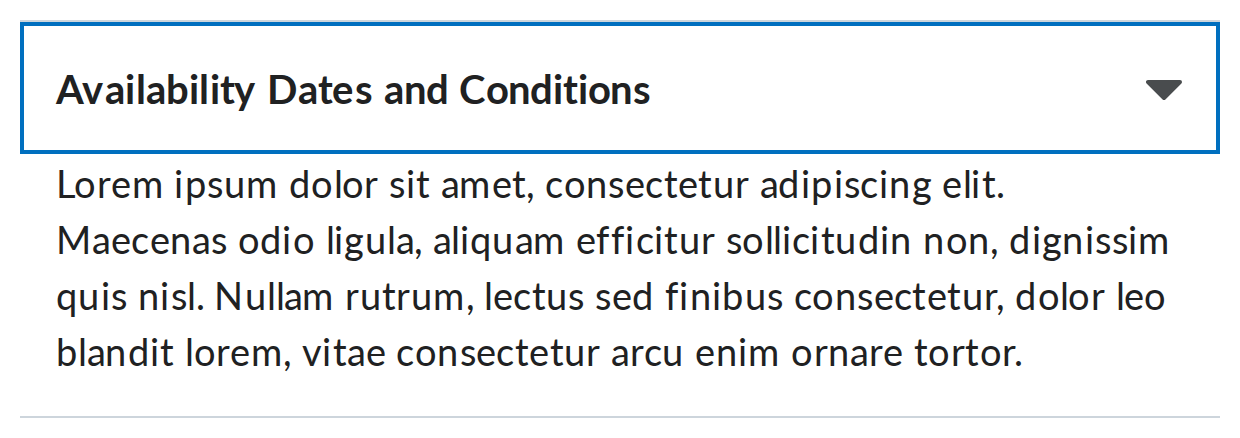 Availability Dates and Conditions
Lorem ipsum dolor sit amet, consectetur adipiscing elit.
Maecenas odio ligula, aliquam efficitur sollicitudin non, dignissim
quis nisl. Nullam rutrum, lectus sed finibus consectetur, dolor leo
blandit lorem, vitae consectetur arcu enim ornare tortor.